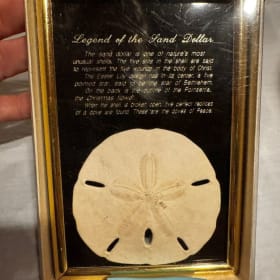 Legend of the Sand Dollar
The sand dollar is one of nature's most
unusual shells. The five slits in the shell are said
to represent the five wounds in the body of Christ.
The Easter Lily design has in its center, a five
pointed star, said to be the star of Bethlehem.
On the back is the outline of the Poinsettia,
the Christmas flower.
When the shell is broken open, five perfect replicas
of a dove are found. These are the doves of Peace.